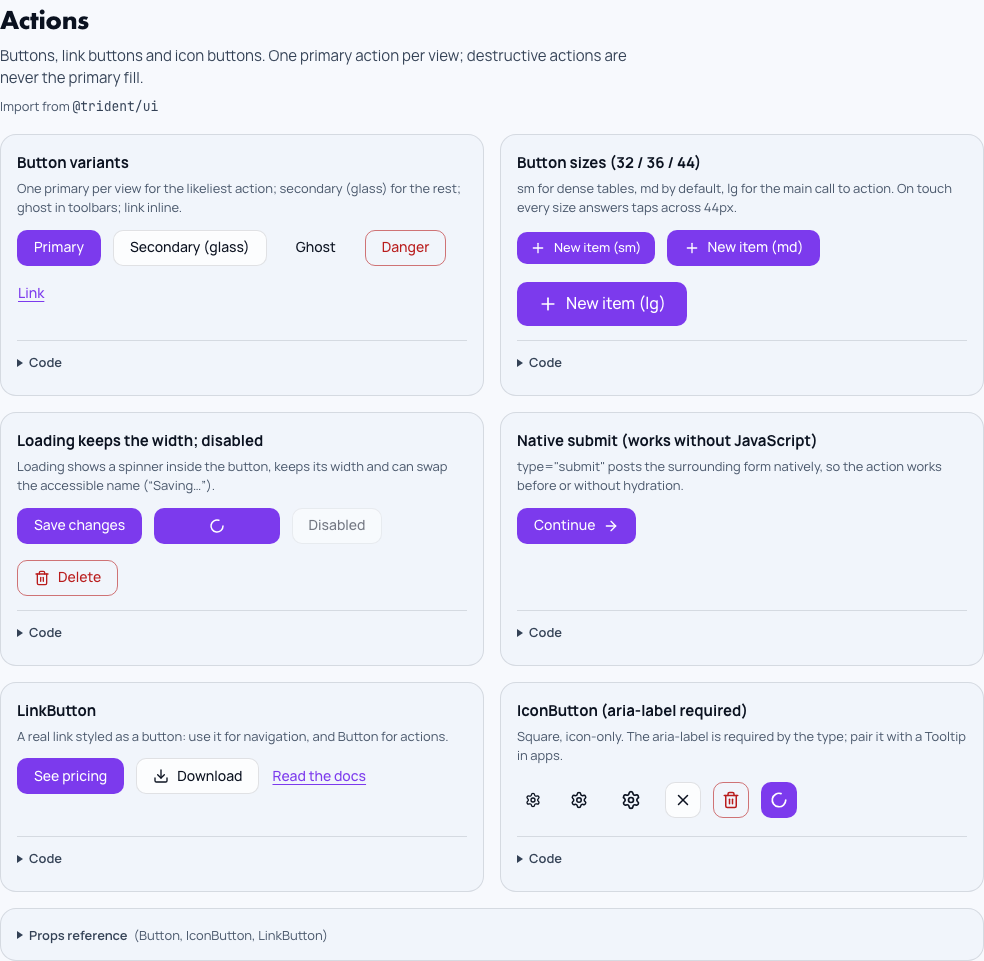 Actions
Buttons, link buttons and icon buttons. One primary action per view; destructive actions are
never the primary fill.
Import from @trident/ui
Button variants
One primary per view for the likeliest action; secondary (glass) for the rest;
ghost in toolbars; link inline.
Primary
Secondary (glass)
Ghost
Danger
Link
Code
Button sizes (32 / 36 / 44)
sm for dense tables, md by default, lg for the main call to action. On touch
every size answers taps across 44px.
New item (sm)
New item (md)
New item (lg)
Code
Loading keeps the width; disabled
Loading shows a spinner inside the button, keeps its width and can swap
the accessible name (“Saving…”).
Save changes
Disabled
Delete
Code
Native submit (works without JavaScript)
type="submit" posts the surrounding form natively, so the action works
before or without hydration.
Continue
Code
LinkButton
A real link styled as a button: use it for navigation, and Button for actions.
See pricing
Download
Read the docs
Code
IconButton (aria-label required)
Square, icon-only. The aria-label is required by the type; pair it with a Tooltip
in apps.
Code
Props reference (Button, IconButton, LinkButton)